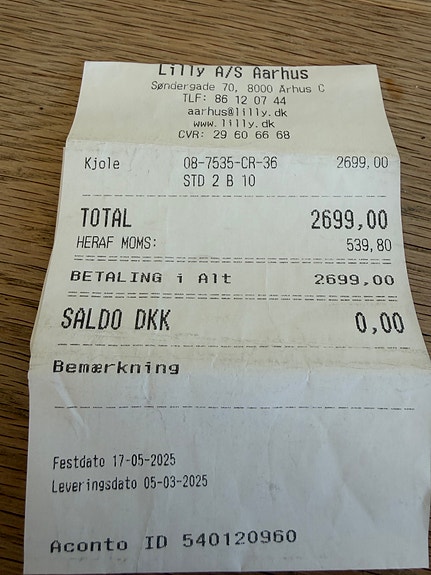 Lilly A/S Aarhus
Søndergade 70, 8000 Århus C
TLF: 86 12 07 44
aarhus@lilly.dk
www.lilly.dk
CVR: 29 60 66 68
Kjole 08-7535-CR-36 2699,00
STD 2 B 10
TOTAL 2699,00
HERAF MOMS: 539,80
BETALING i Alt 2699,00
SALDO DKK 0,00
Bemærkning
Festdato 17-05-2025
Leveringsdato 05-03-2025
Aconto ID 540120960